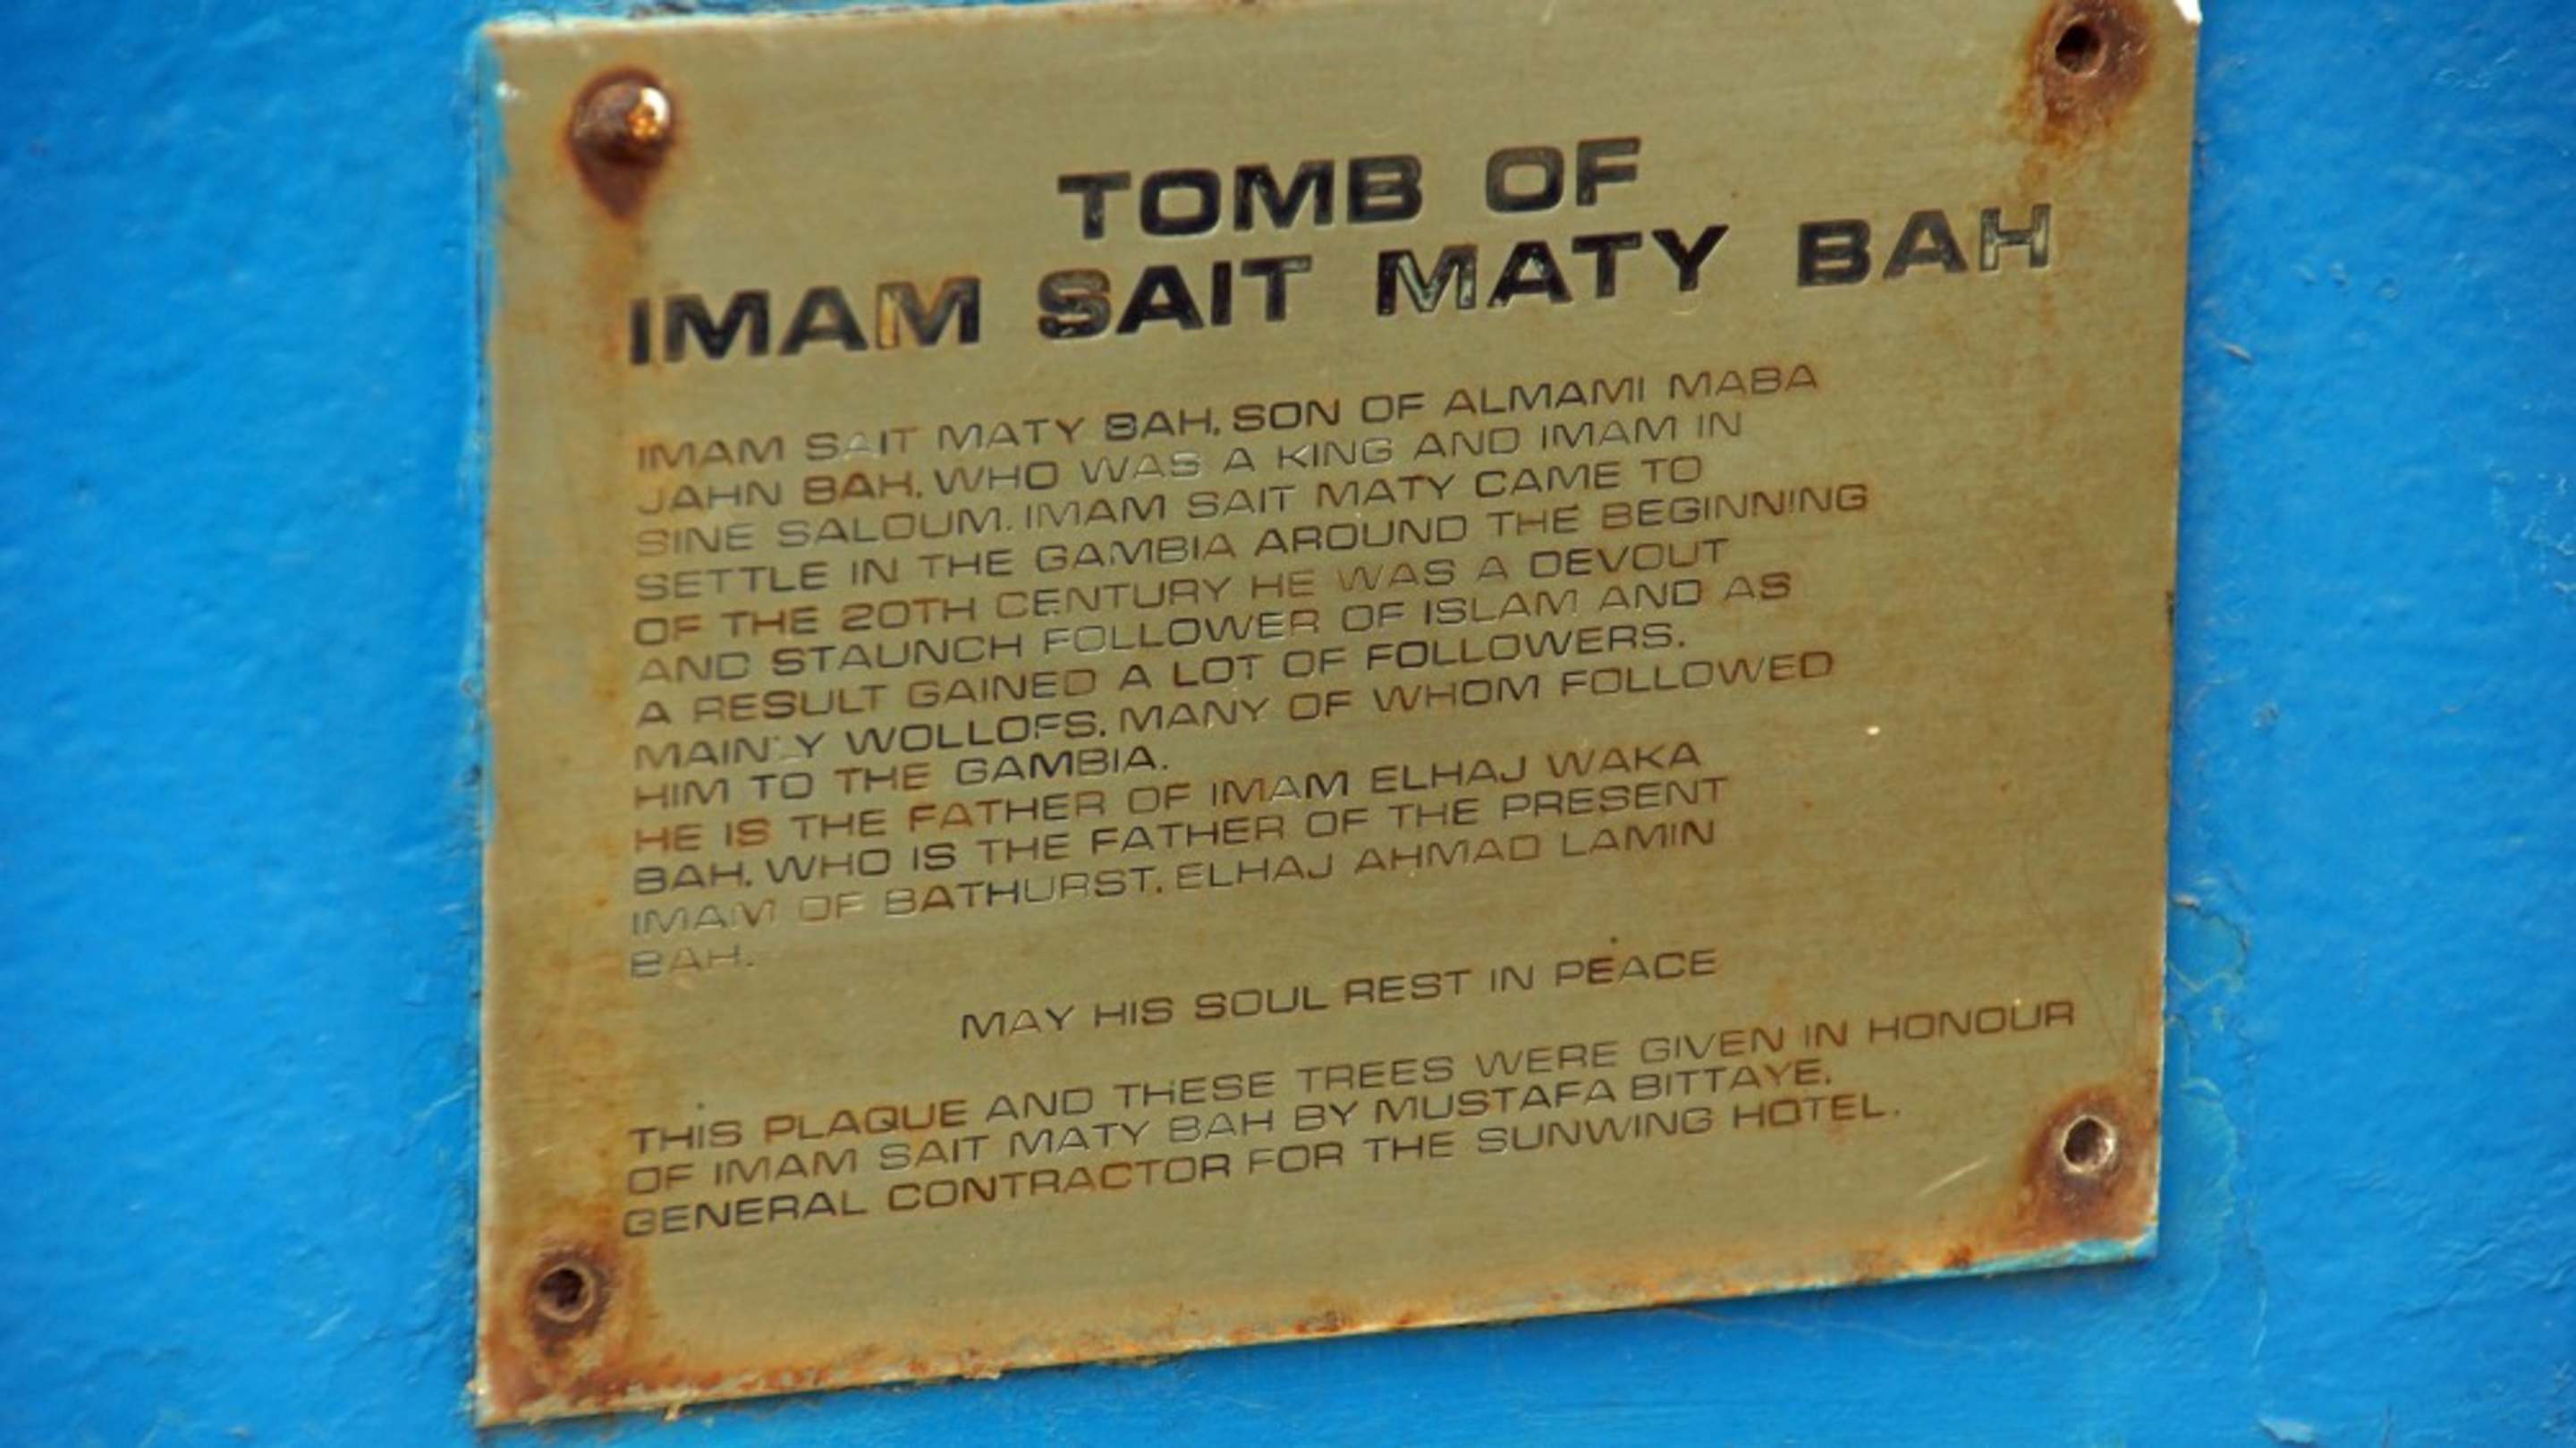 TOMB OF
IMAM SAIT MATY BAH
IMAM SAIT MATY BAH, SON OF ALMAMI MABA
JAHN BAH, WHO WAS A KING AND IMAM IN
SINE SALOUM. IMAM SAIT MATY CAME TO
SETTLE IN THE GAMBIA AROUND THE BEGINNING
OF THE 20TH CENTURY HE WAS A DEVOUT
AND STAUNCH FOLLOWER OF ISLAM AND AS
A RESULT GAINED A LOT OF FOLLOWERS.
MAINLY WOLLOFS, MANY OF WHOM FOLLOWED
HIM TO THE GAMBIA.
HE IS THE FATHER OF IMAM ELHAJ WAKA
BAH, WHO IS THE FATHER OF THE PRESENT
IMAM OF BATHURST, ELHAJ AHMAD LAMIN
BAH.
MAY HIS SOUL REST IN PEACE
THIS PLAQUE AND THESE TREES WERE GIVEN IN HONOUR
OF IMAM SAIT MATY BAH BY MUSTAFA BITTAYE,
GENERAL CONTRACTOR FOR THE SUNWING HOTEL.